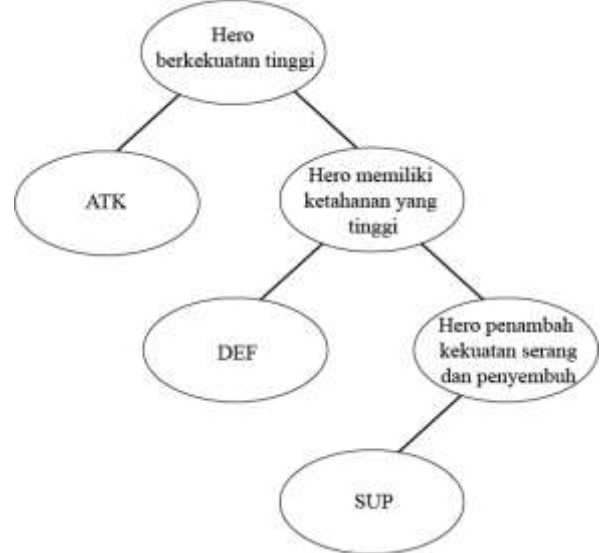 Hero
berkekuatan tinggi
ATK
Hero memiliki
ketahanan yang
tinggi
DEF
Hero penambah
kekuatan serang
dan penyembuh
SUP